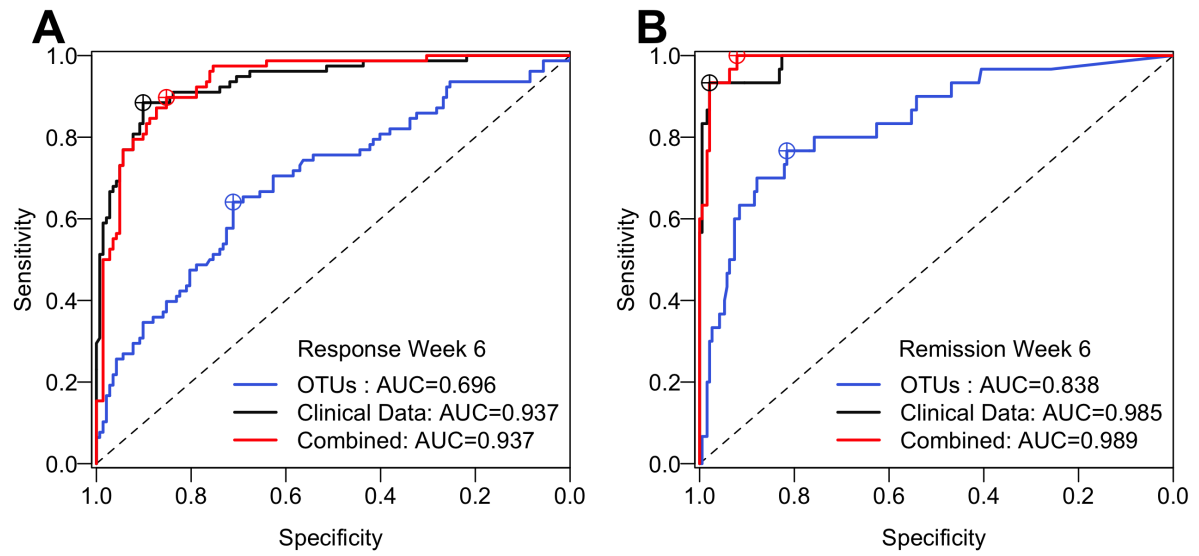 A
1.0
0.8
0.6
0.4
0.2
0.0
Sensitivity
Response Week 6
OTUs : AUC=0.696
Clinical Data: AUC=0.937
Combined: AUC=0.937
1.0 0.8 0.6 0.4 0.2 0.0
Specificity
B
1.0
0.8
0.6
0.4
0.2
0.0
Sensitivity
Remission Week 6
OTUs : AUC=0.838
Clinical Data: AUC=0.985
Combined: AUC=0.989
1.0 0.8 0.6 0.4 0.2 0.0
Specificity